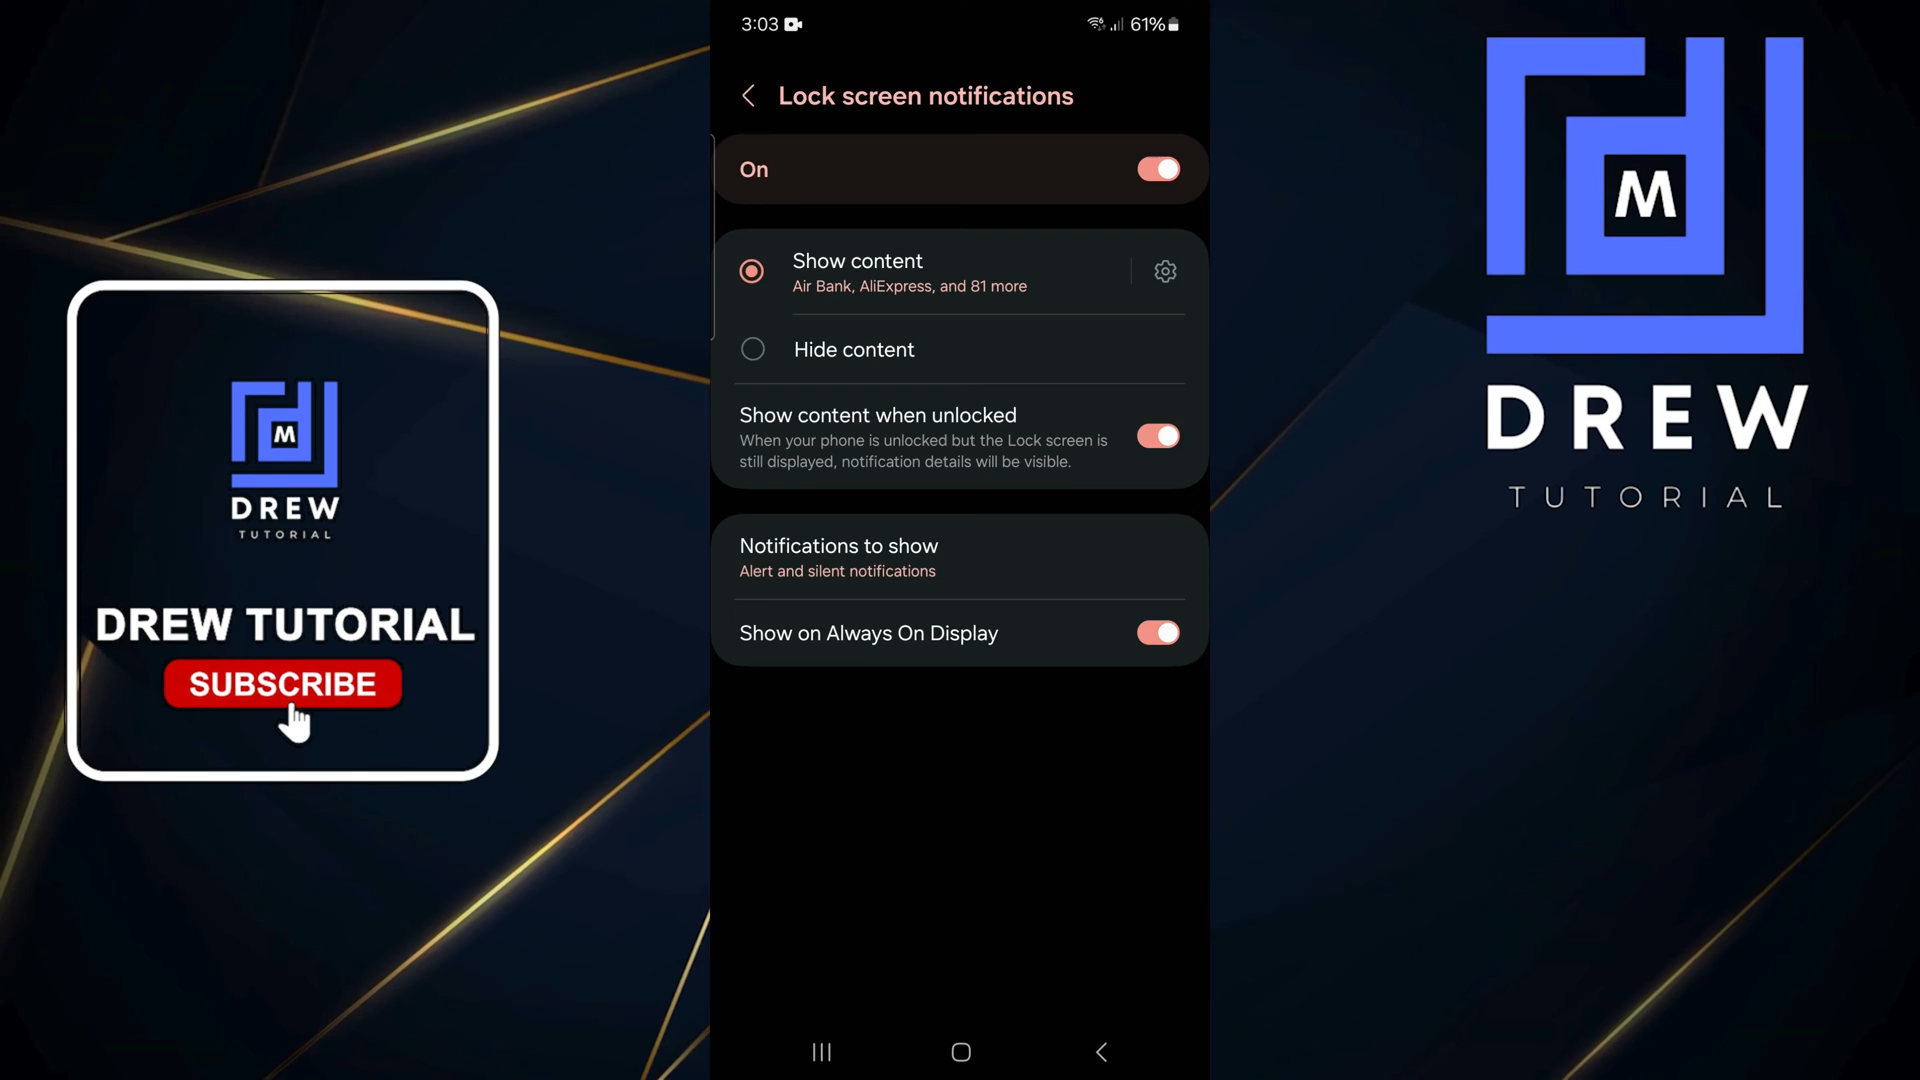 3:03
61%
Lock screen notifications
On
Show content
Air Bank, AliExpress, and 81 more
Hide content
Show content when unlocked
When your phone is unlocked but the Lock screen is
still displayed, notification details will be visible.
Notifications to show
Alert and silent notifications
Show on Always On Display
M
DREW
TUTORIAL
DREW TUTORIAL
SUBSCRIBE
M
DREW
TUTORIAL